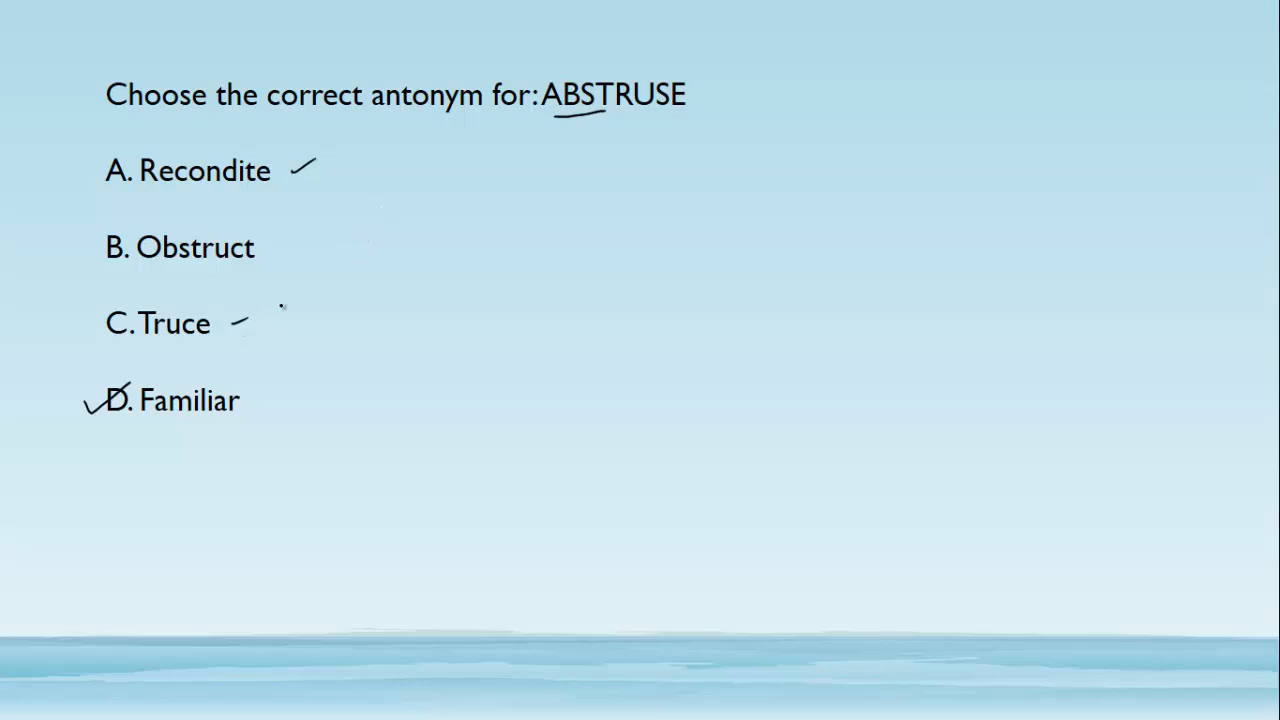 Choose the correct antonym for: ABSTRUSE
A. Recondite
B. Obstruct
C. Truce
D. Familiar